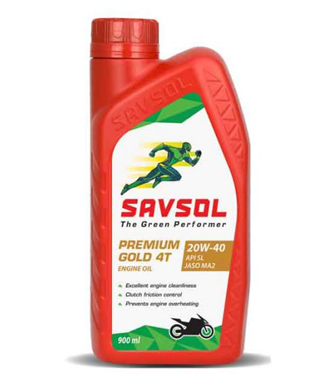 SAVSOL
The Green Performer
PREMIUM
GOLD 4T
ENGINE OIL
20W-40
API SL
JASO MA2
Excellent engine cleanliness
Clutch friction control
Prevents engine overheating
900 ml